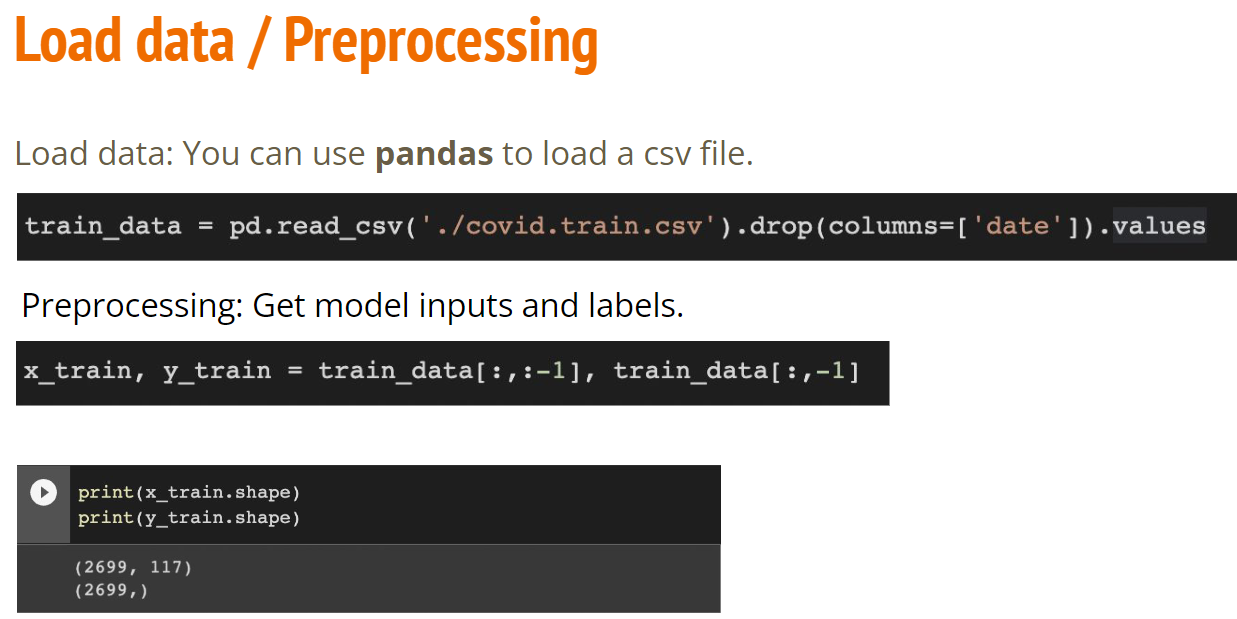 Load data / Preprocessing
Load data: You can use pandas to load a csv file.
train_data = pd.read_csv('./covid.train.csv').drop(columns=['date']).values
Preprocessing: Get model inputs and labels.
x_train, y_train = train_data[:,:-1], train_data[:,-1]
print(x_train.shape)
print(y_train.shape)
(2699, 117)
(2699,)